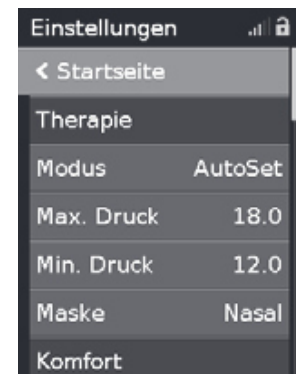 Einstellungen
< Startseite
Therapie
Modus AutoSet
Max. Druck 18.0
Min. Druck 12.0
Maske Nasal
Komfort